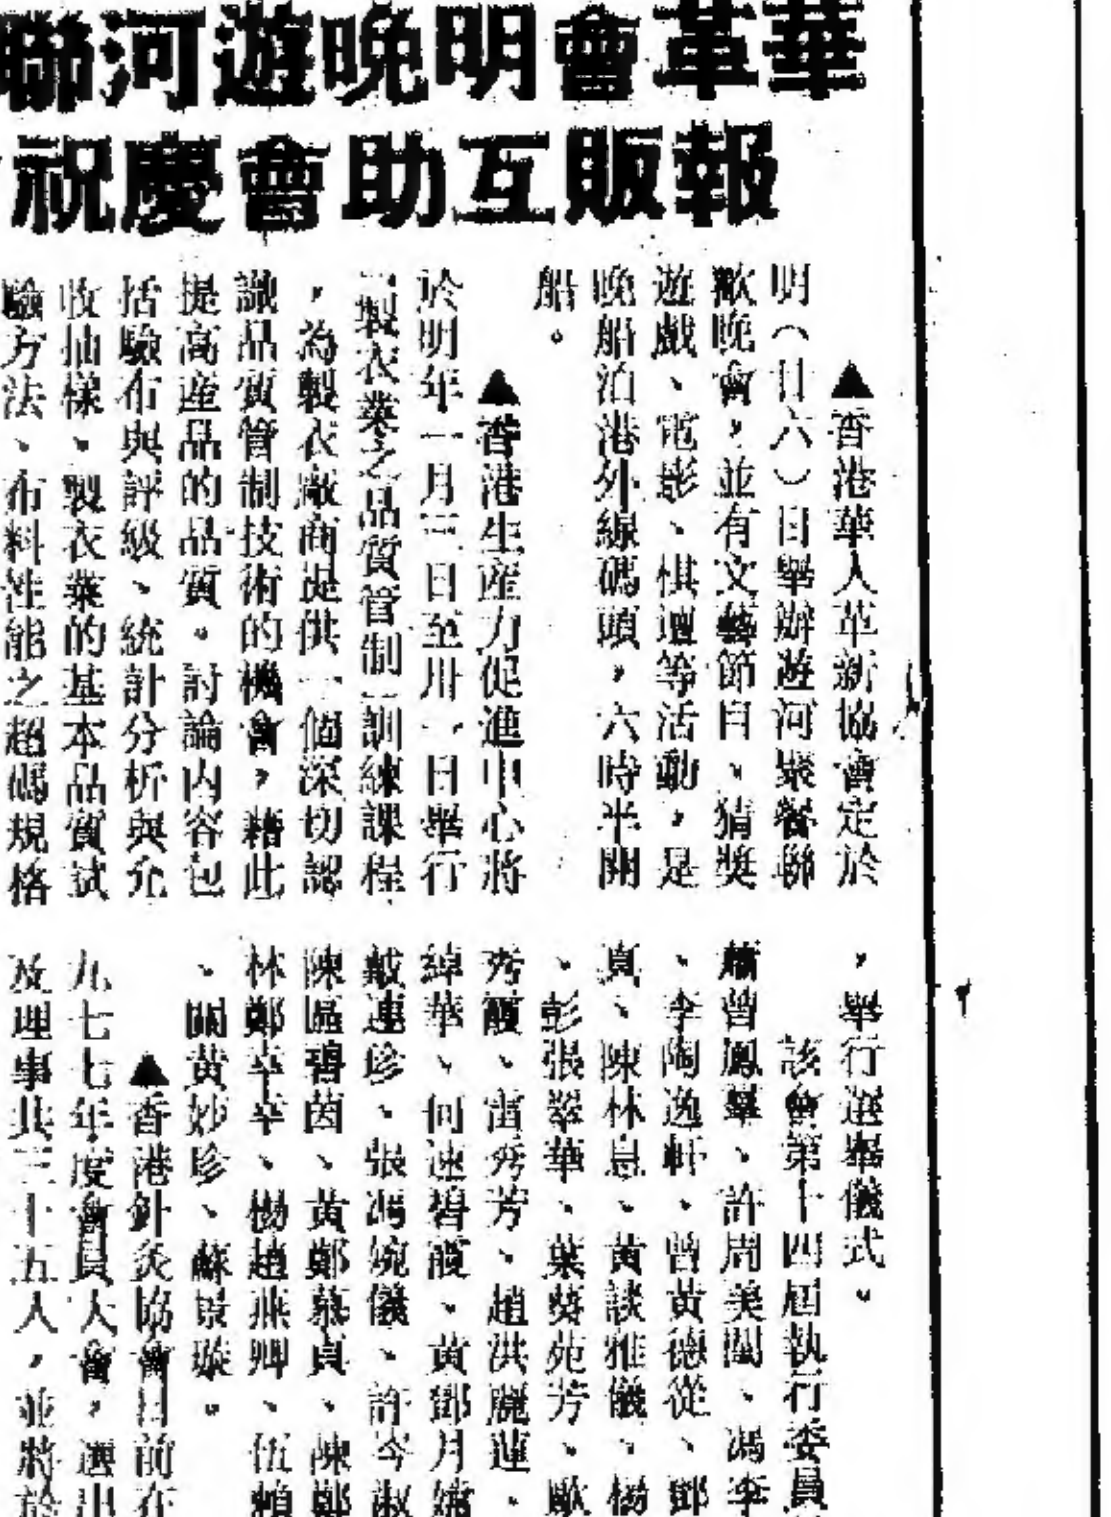 華革會明晚遊河聯
報販互助會慶祝
▲香港華人革新協會定於
明（廿六）日舉辦遊河聚餐聯
歡晚會，並有文藝節目、猜獎
遊戲、電影、棋壇等活動，是
晚船泊港外線碼頭，六時半開
船。
▲香港生產力促進中心將
於明年一月三日至卅一日舉行
「製衣業之品質管制」訓練課程
，為製衣廠商提供一個深切認
識品質管制技術的機會，藉此
提高產品的品質。討論內容包
括驗布與評級、統計分析與允
收抽樣、製衣業的基本品質試
驗方法、布料性能之超碼規格
，舉行選舉儀式。
該會第十四屆執行委員
蕭曾鳳羣、許周美蘭、馮李
、李陶逸軒、曾黃德從、鄧
真、陳林息、黃談雅儀、楊
、彭張翠華、葉葵苑芳、歐
秀霞、雷秀芳、趙洪麗蓮、
綽華、何速碧霞、黃鄧月
戴連珍、張馮婉儀、許岑淑
陳區碧茵、黃鄭慕貞、陳鄭
林鄭幸幸、楊趙燕卿、伍賴
、關黃妙珍、蘇景璇。
▲香港針灸協會日前在
九七七年度會員大會，選出
及理事共三十五人，並將於